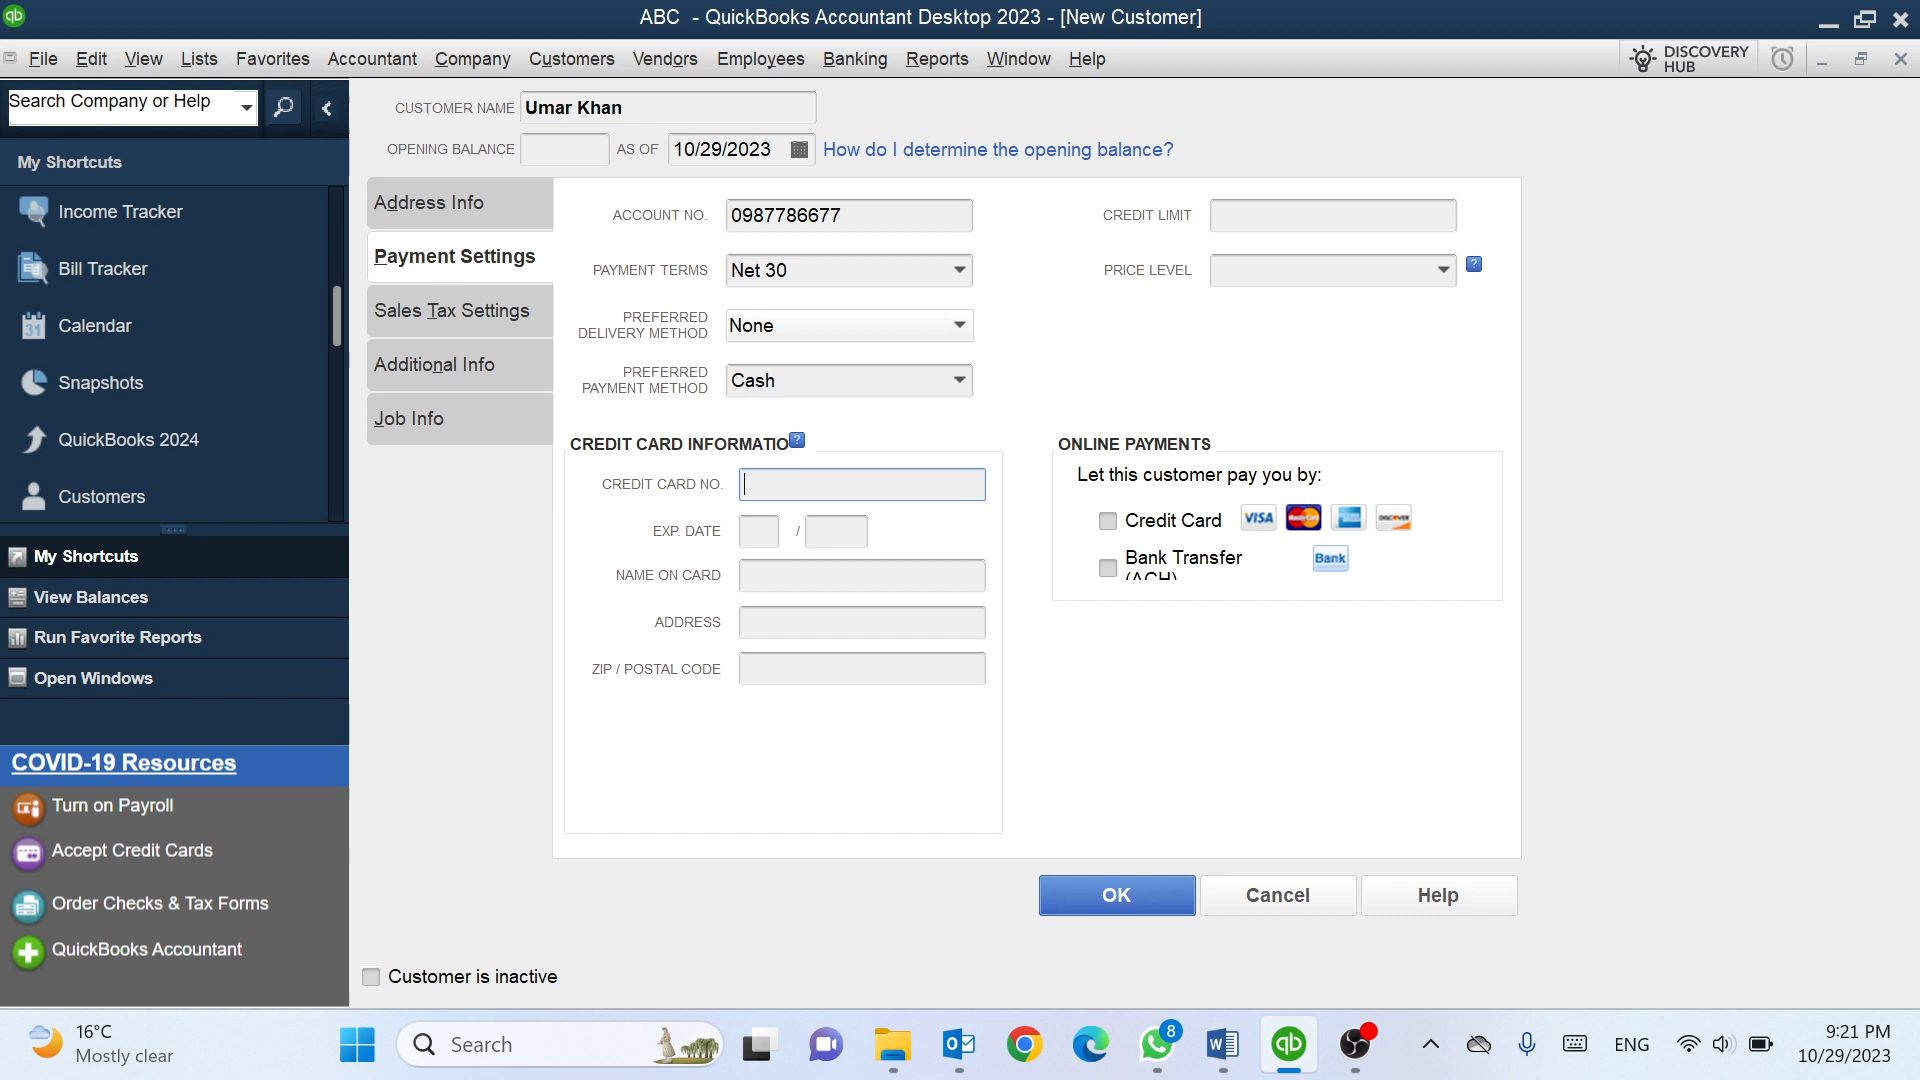 ABC - QuickBooks Accountant Desktop 2023 - [New Customer]
File Edit View Lists Favorites Accountant Company Customers Vendors Employees Banking Reports Window Help
DISCOVERY HUB
Search Company or Help
My Shortcuts
Income Tracker
Bill Tracker
Calendar
Snapshots
QuickBooks 2024
Customers
My Shortcuts
View Balances
Run Favorite Reports
Open Windows
COVID-19 Resources
Turn on Payroll
Accept Credit Cards
Order Checks & Tax Forms
QuickBooks Accountant
CUSTOMER NAME Umar Khan
OPENING BALANCE AS OF 10/29/2023 How do I determine the opening balance?
Address Info
Payment Settings
Sales Tax Settings
Additional Info
Job Info
ACCOUNT NO. 0987786677
PAYMENT TERMS Net 30
PREFERRED
DELIVERY METHOD None
PREFERRED
PAYMENT METHOD Cash
CREDIT LIMIT
PRICE LEVEL ?
CREDIT CARD INFORMATIO ?
CREDIT CARD NO.
EXP. DATE /
NAME ON CARD
ADDRESS
ZIP / POSTAL CODE
ONLINE PAYMENTS
Let this customer pay you by:
Credit Card VISA MasterCard DISCOVER
Bank Transfer Bank
(ACH)
OK Cancel Help
Customer is inactive
16°C
Mostly clear
Search
8
ENG
9:21 PM
10/29/2023